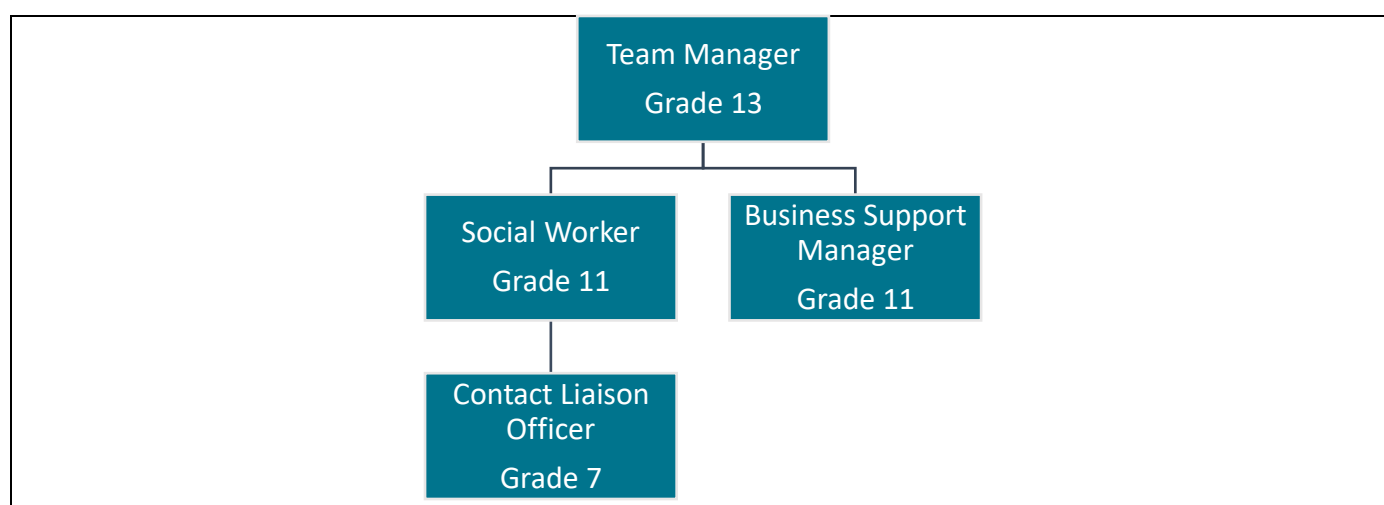 Team Manager
Grade 13
Social Worker
Grade 11
Business Support
Manager
Grade 11
Contact Liaison
Officer
Grade 7